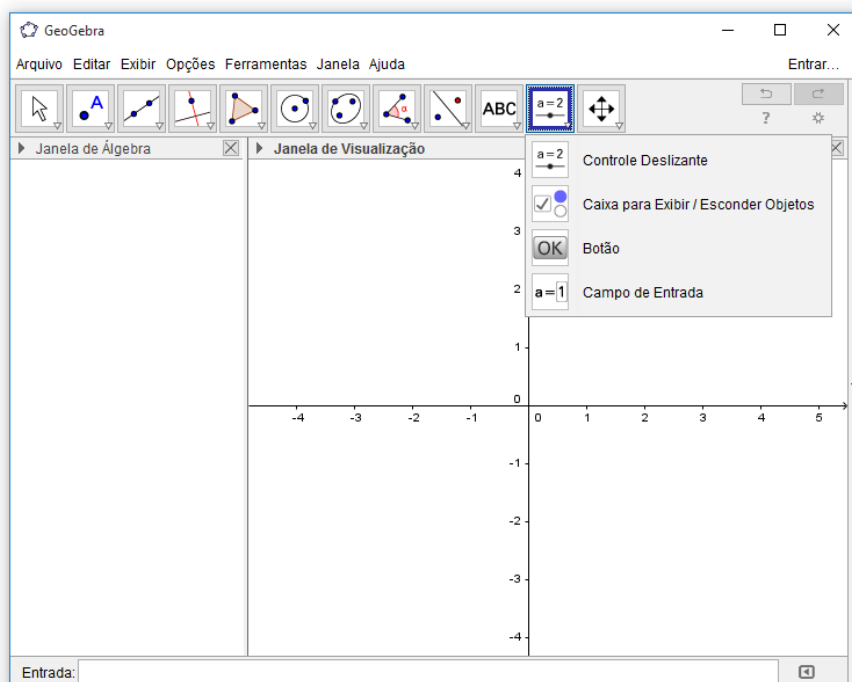 GeoGebra
Arquivo Editar Exibir Opções Ferramentas Janela Ajuda Entrar...
A α ABC a=2 ?
Janela de Álgebra Janela de Visualização
a=2 Controle Deslizante
Caixa para Exibir / Esconder Objetos
OK Botão
a=1 Campo de Entrada
4
3
2
1
0
-4 -3 -2 -1 0 1 2 3 4 5
-1
-2
-3
-4
Entrada: